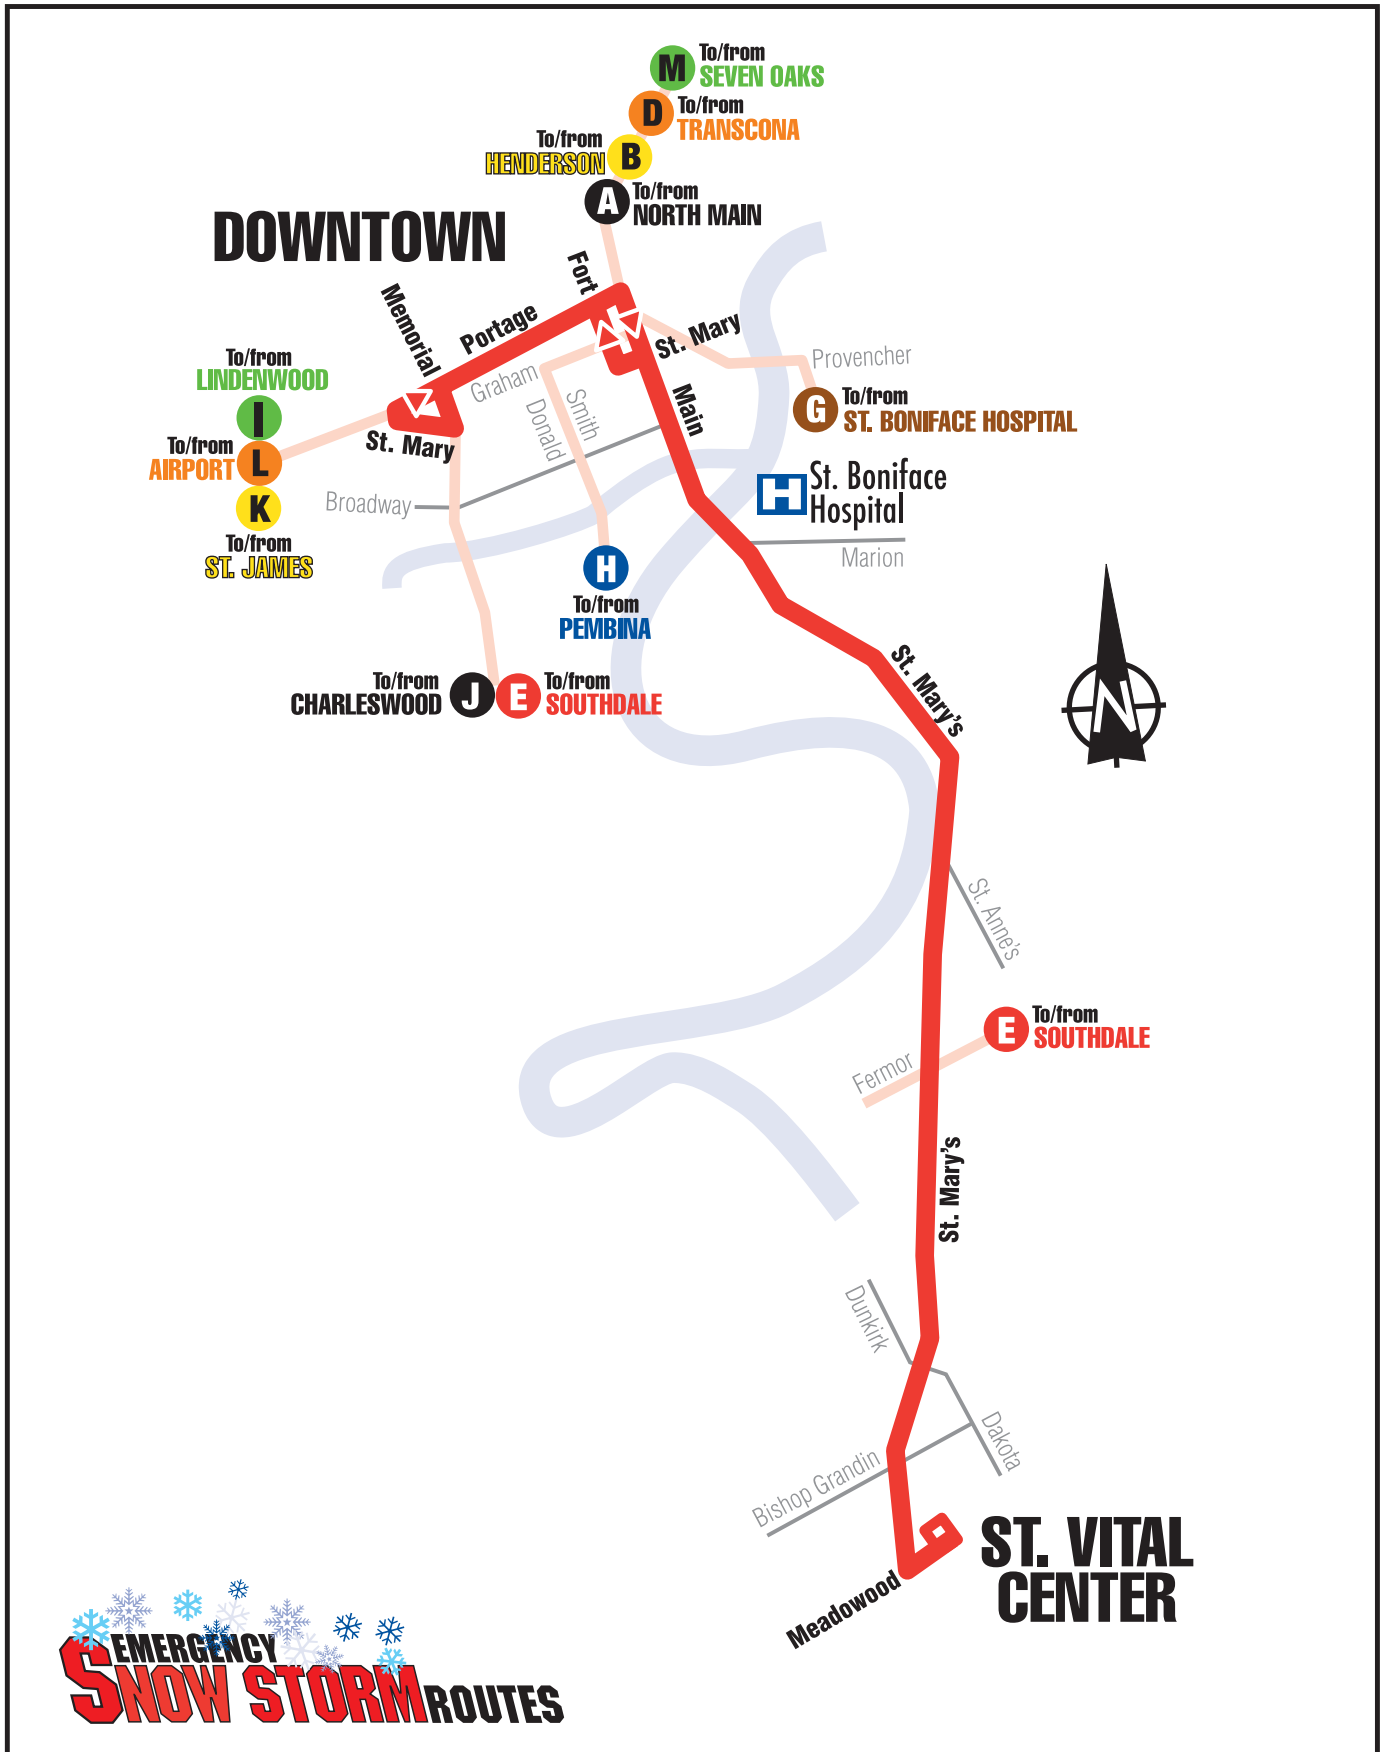 M
To/from
SEVEN OAKS
D
To/from
TRANSCONA
To/from
HENDERSON
B
A
To/from
NORTH MAIN
DOWNTOWN
Fort
Memorial
Portage
St. Mary
Graham
Provencher
To/from
LINDENWOOD
I
Smith
Donald
Main
G
To/from
ST. BONIFACE HOSPITAL
St. Mary
To/from
AIRPORT
L
H
St. Boniface
Hospital
Broadway
K
To/from
ST. JAMES
Marion
H
To/from
PEMBINA
St. Mary's
N
To/from
CHARLESWOOD
J
E
To/from
SOUTHDALE
St. Anne's
E
To/from
SOUTHDALE
Fermor
St. Mary's
Dunkirk
Dakota
Bishop Grandin
ST. VITAL
CENTER
Meadowood
EMERGENCY
SNOW STORM ROUTES